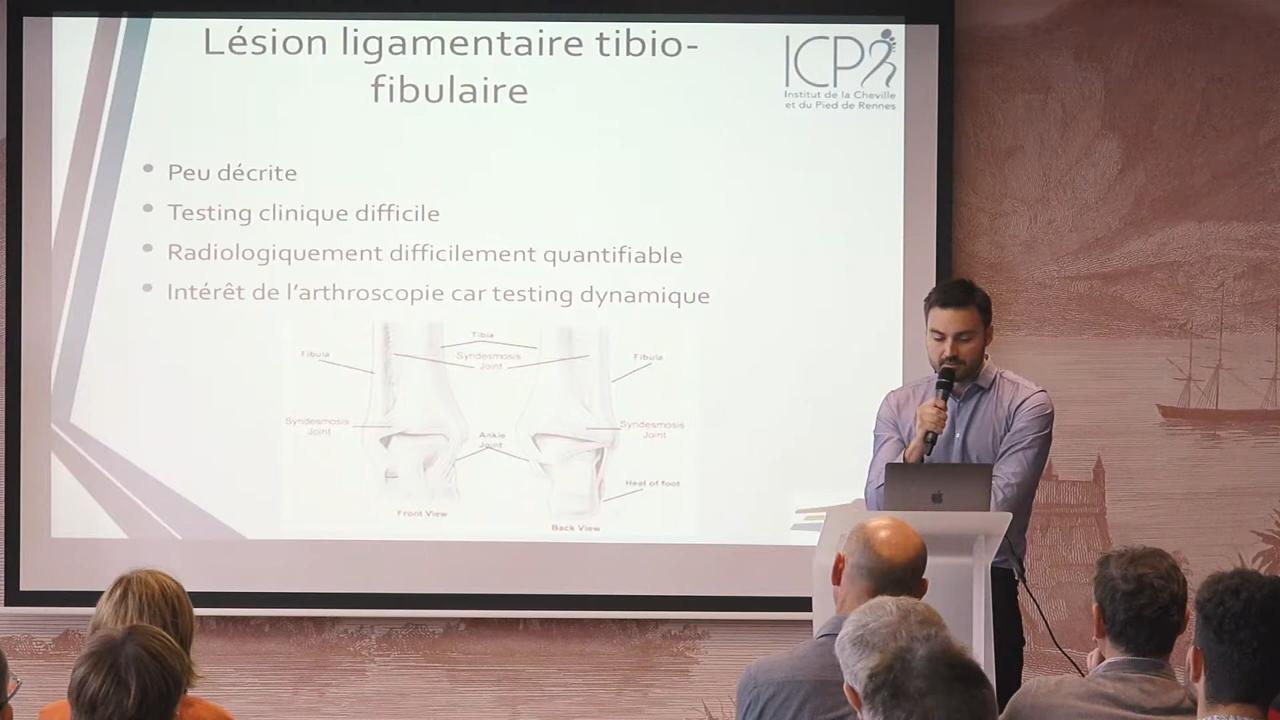 Lésion ligamentaire tibio-
fibulaire
ICP
Institut de la Cheville
et du Pied de Rennes
Peu décrite
Testing clinique difficile
Radiologiquement difficilement quantifiable
Intérêt de l'arthroscopie car testing dynamique
Tibia
Fibula
Syndesmosis
Joint
Fibula
Syndesmosis
Joint
Ankle
Joint
Syndesmosis
Joint
Heel of foot
Front View
Back View